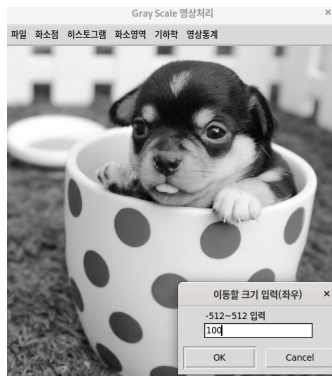 Gray Scale 영상처리 ×
파일 화소점 히스토그램 화소영역 기하학 영상통계
이동할 크기 입력(좌우) ×
-512~512 입력
100
OK Cancel